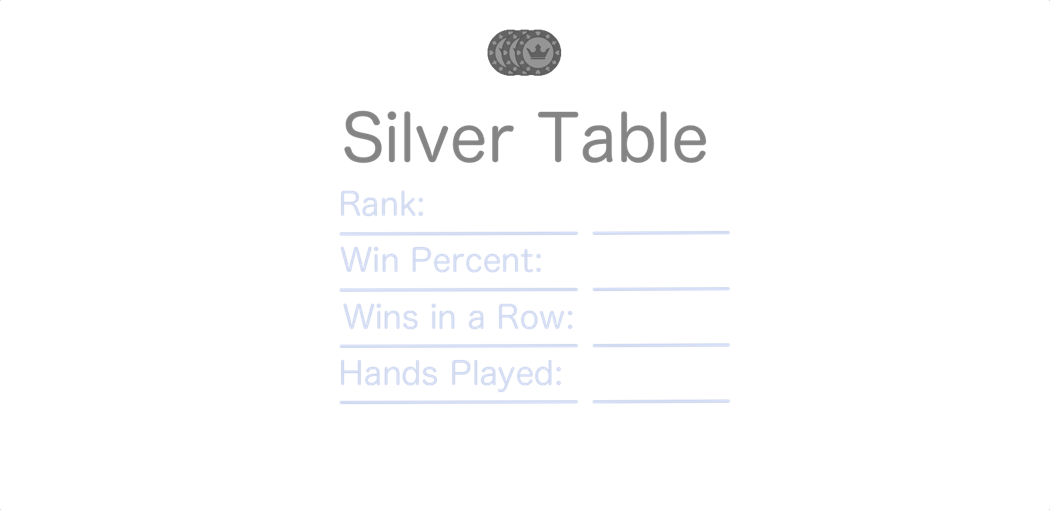 Silver Table
Rank:
Win Percent:
Wins in a Row:
Hands Played: